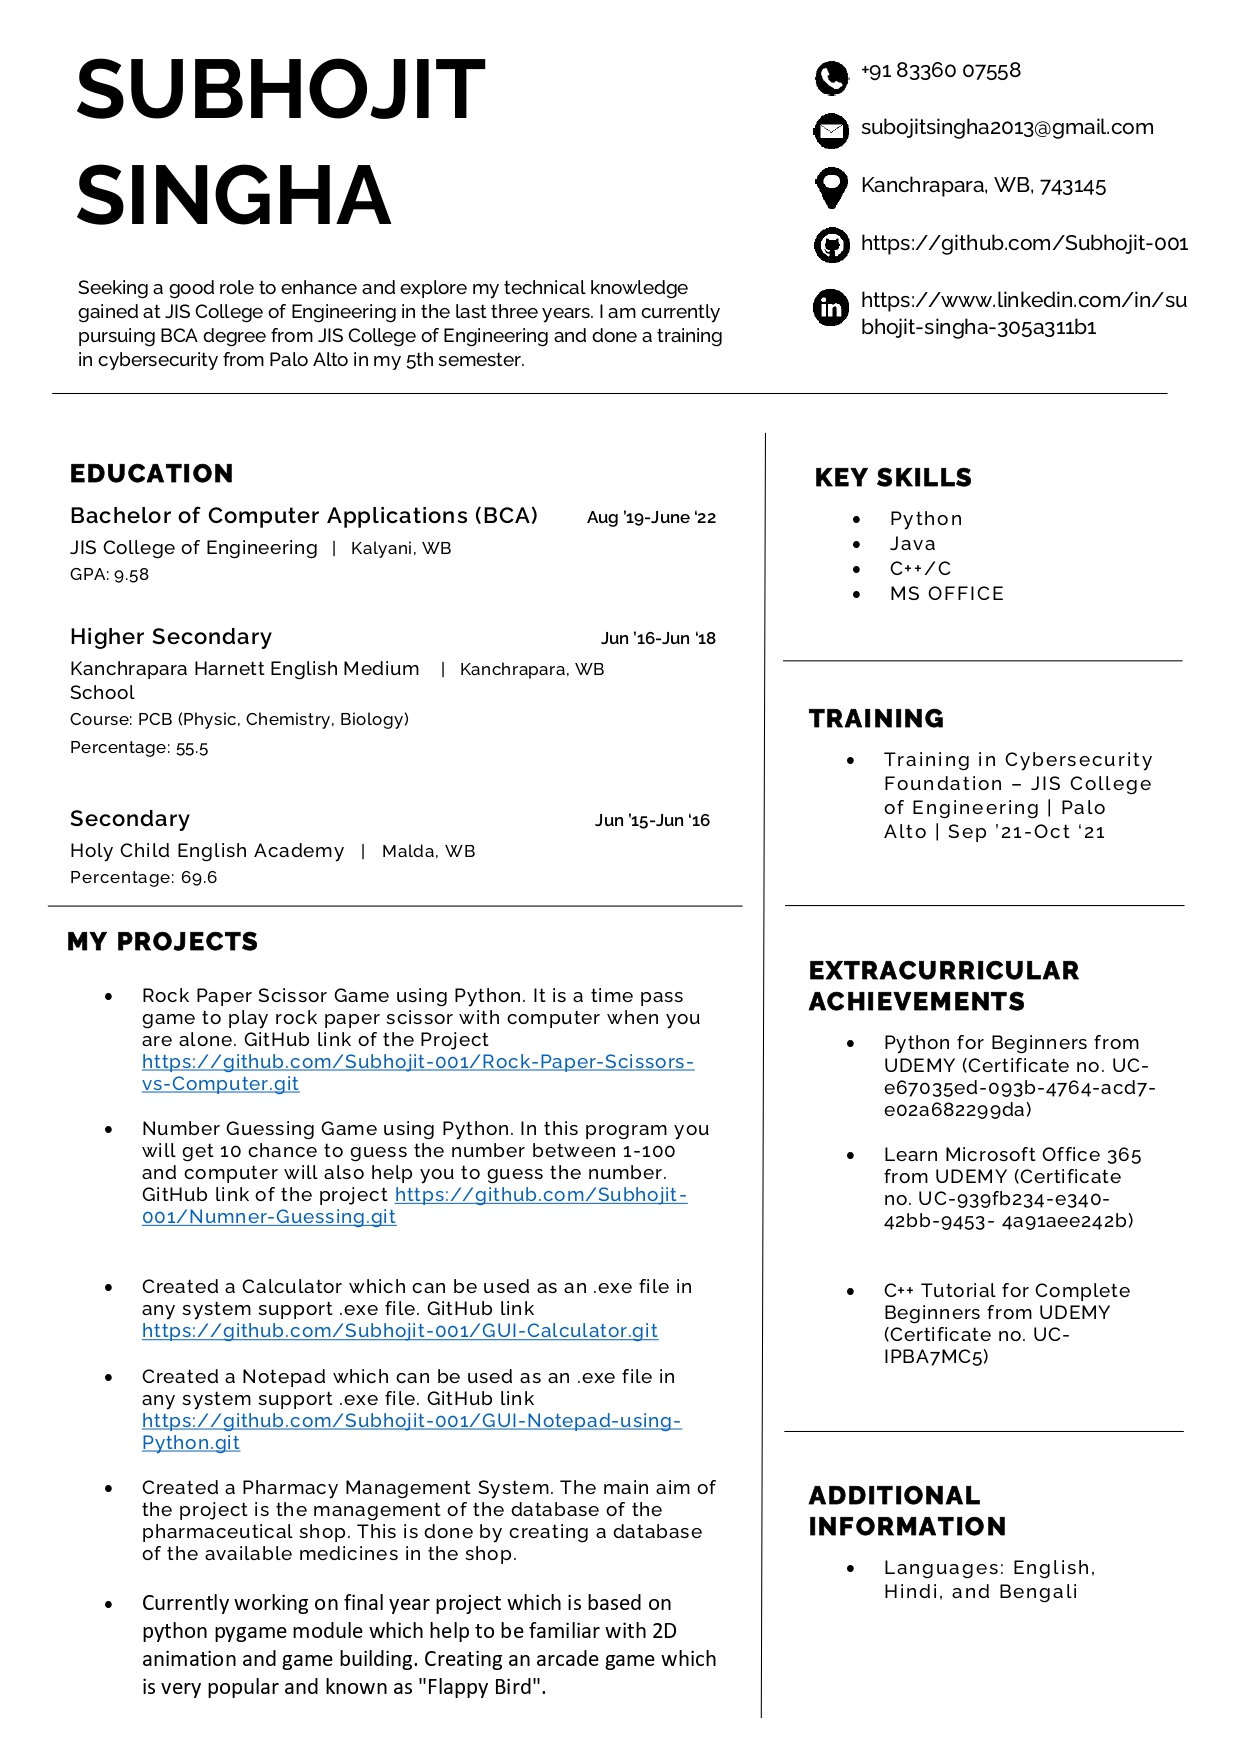 SUBHOJIT
SINGHA
Seeking a good role to enhance and explore my technical knowledge
gained at JIS College of Engineering in the last three years. I am currently
pursuing BCA degree from JIS College of Engineering and done a training
in cybersecurity from Palo Alto in my 5th semester.
+91 83360 07558
subojitsingha2013@gmail.com
Kanchrapara, WB, 743145
https://github.com/Subhojit-001
https://www.linkedin.com/in/su
bhojit-singha-305a311b1
EDUCATION
Bachelor of Computer Applications (BCA) Aug ’19-June ‘22
JIS College of Engineering | Kalyani, WB
GPA: 9.58
Higher Secondary Jun ’16-Jun ‘18
Kanchrapara Harnett English Medium | Kanchrapara, WB
School
Course: PCB (Physic, Chemistry, Biology)
Percentage: 55.5
Secondary Jun ’15-Jun ‘16
Holy Child English Academy | Malda, WB
Percentage: 69.6
MY PROJECTS
• Rock Paper Scissor Game using Python. It is a time pass
game to play rock paper scissor with computer when you
are alone. GitHub link of the Project
https://github.com/Subhojit-001/Rock-Paper-Scissors-
vs-Computer.git
• Number Guessing Game using Python. In this program you
will get 10 chance to guess the number between 1-100
and computer will also help you to guess the number.
GitHub link of the project https://github.com/Subhojit-
001/Numner-Guessing.git
• Created a Calculator which can be used as an .exe file in
any system support .exe file. GitHub link
https://github.com/Subhojit-001/GUI-Calculator.git
• Created a Notepad which can be used as an .exe file in
any system support .exe file. GitHub link
https://github.com/Subhojit-001/GUI-Notepad-using-
Python.git
• Created a Pharmacy Management System. The main aim of
the project is the management of the database of the
pharmaceutical shop. This is done by creating a database
of the available medicines in the shop.
• Currently working on final year project which is based on
python pygame module which help to be familiar with 2D
animation and game building. Creating an arcade game which
is very popular and known as "Flappy Bird".
KEY SKILLS
• Python
• Java
• C++/C
• MS OFFICE
TRAINING
• Training in Cybersecurity
Foundation – JIS College
of Engineering | Palo
Alto | Sep ’21-Oct ‘21
EXTRACURRICULAR
ACHIEVEMENTS
• Python for Beginners from
UDEMY (Certificate no. UC-
e67035ed-093b-4764-acd7-
e02a682299da)
• Learn Microsoft Office 365
from UDEMY (Certificate
no. UC-939fb234-e340-
42bb-9453- 4a91aee242b)
• C++ Tutorial for Complete
Beginners from UDEMY
(Certificate no. UC-
IPBA7MC5)
ADDITIONAL
INFORMATION
• Languages: English,
Hindi, and Bengali